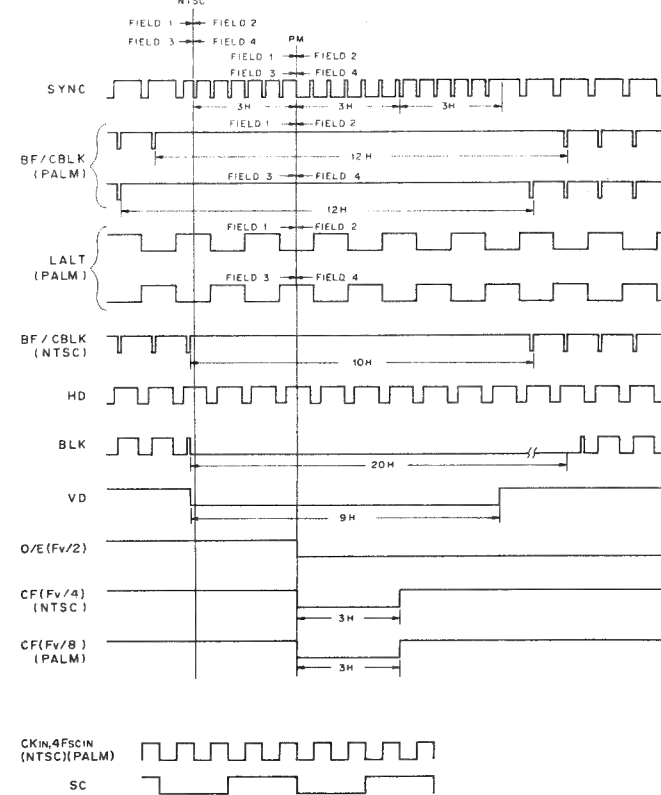 NTSC
FIELD 1 FIELD 2
FIELD 3 FIELD 4
PM
FIELD 1 FIELD 2
FIELD 3 FIELD 4
SYNC
3H 3H 3H
FIELD 1 FIELD 2
BF/CBLK
(PALM)
12H
FIELD 3 FIELD 4
12H
FIELD 1 FIELD 2
LALT
(PALM)
FIELD 3 FIELD 4
BF/CBLK
(NTSC)
10H
HD
BLK
20H
VD
9H
O/E(Fv/2)
CF(Fv/4)
(NTSC)
3H
CF(Fv/8)
(PALM)
3H
CKIN,4FSCIN
(NTSC)(PALM)
SC